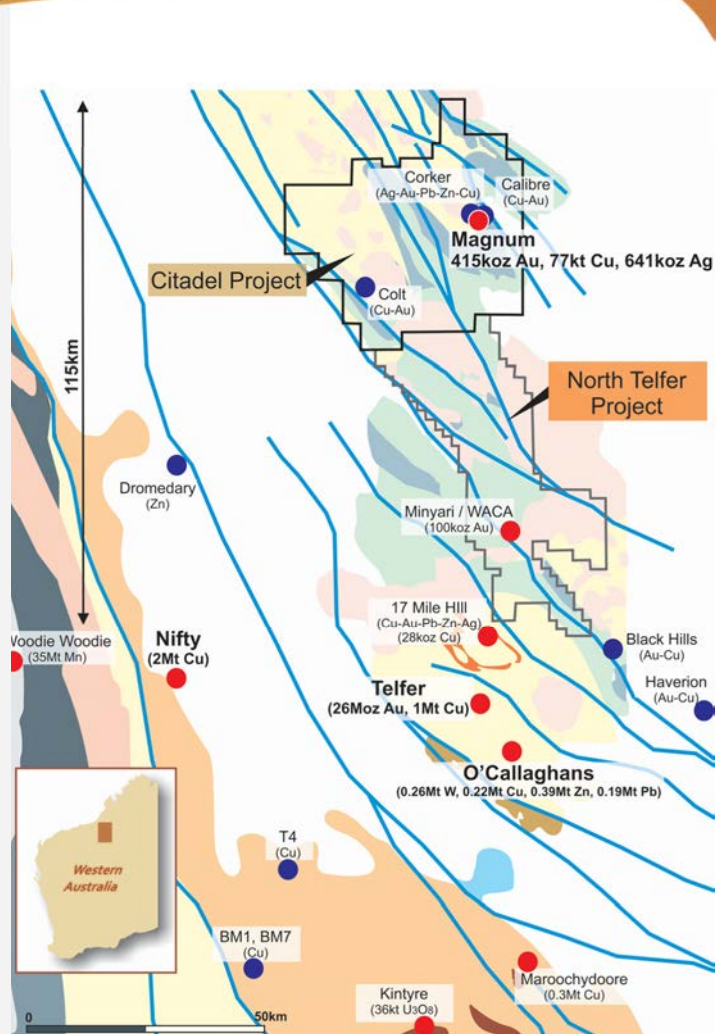 Corker
(Ag-Au-Pb-Zn-Cu)
Calibre
(Cu-Au)
Magnum
415koz Au, 77kt Cu, 641koz Ag
Citadel Project
Colt
(Cu-Au)
115km
North Telfer
Project
Dromedary
(Zn)
Minyari / WACA
(100koz Au)
17 Mile HIll
(Cu-Au-Pb-Zn-Ag)
(28koz Cu)
Woodie Woodie
(35Mt Mn)
Nifty
(2Mt Cu)
Black Hills
(Au-Cu)
Haverion
(Au-Cu)
Telfer
(26Moz Au, 1Mt Cu)
O'Callaghans
(0.26Mt W, 0.22Mt Cu, 0.39Mt Zn, 0.19Mt Pb)
Western
Australia
T4
(Cu)
BM1, BM7
(Cu)
Maroochydoore
(0.3Mt Cu)
Kintyre
(36kt U3O8)
0
50km